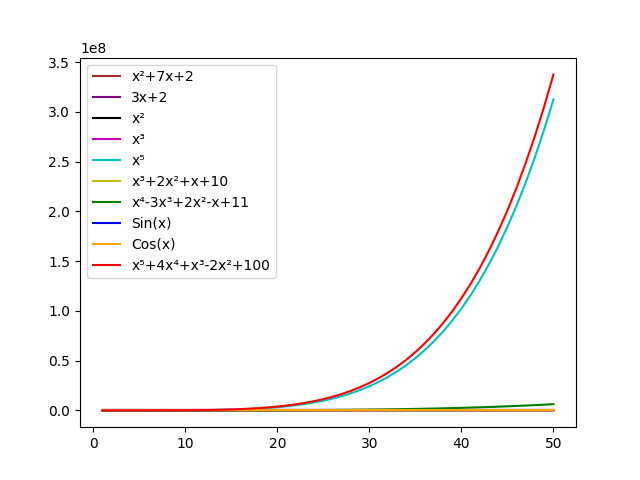 1e8
3.5
3.0
2.5
2.0
1.5
1.0
0.5
0.0
x²+7x+2
3x+2
x²
x³
x⁵
x³+2x²+x+10
x⁴-3x³+2x²-x+11
Sin(x)
Cos(x)
x⁵+4x⁴+x³-2x²+100
0 10 20 30 40 50